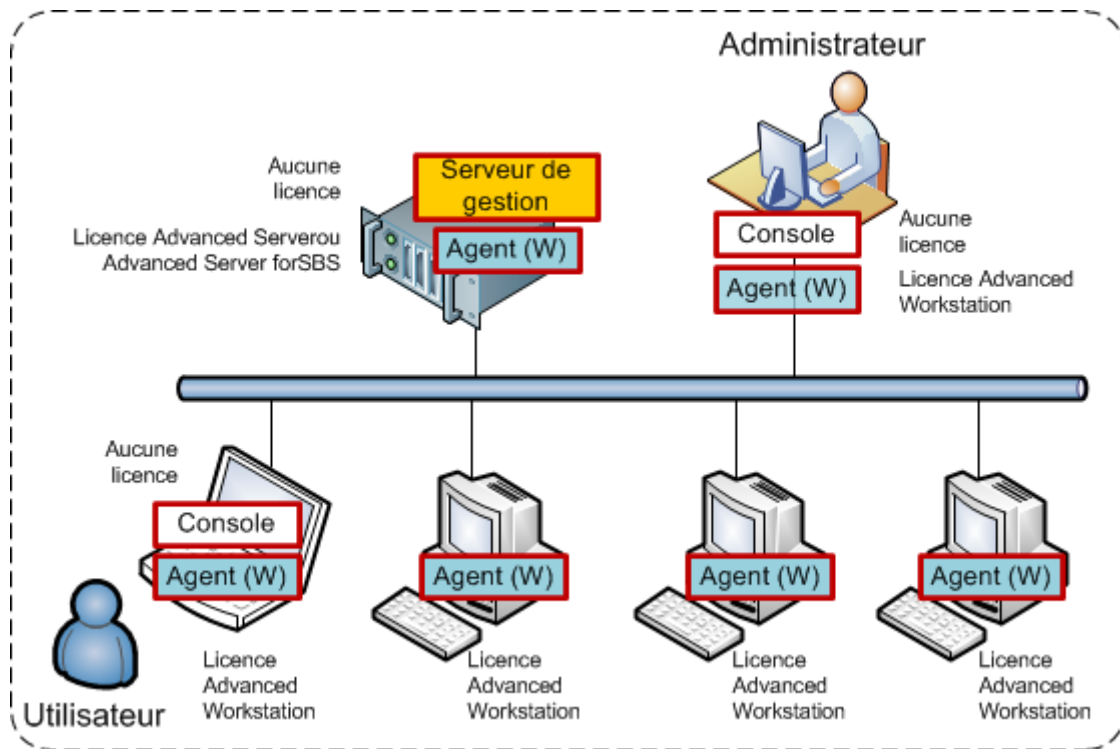 Administrateur
Aucune
licence
Serveur de
gestion
Licence Advanced Serverou
Advanced Server forSBS
Agent (W)
Console
Aucune
licence
Agent (W)
Licence Advanced
Workstation
Aucune
licence
Console
Agent (W)
Agent (W)
Agent (W)
Agent (W)
Utilisateur
Licence
Advanced
Workstation
Licence
Advanced
Workstation
Licence
Advanced
Workstation
Licence
Advanced
Workstation